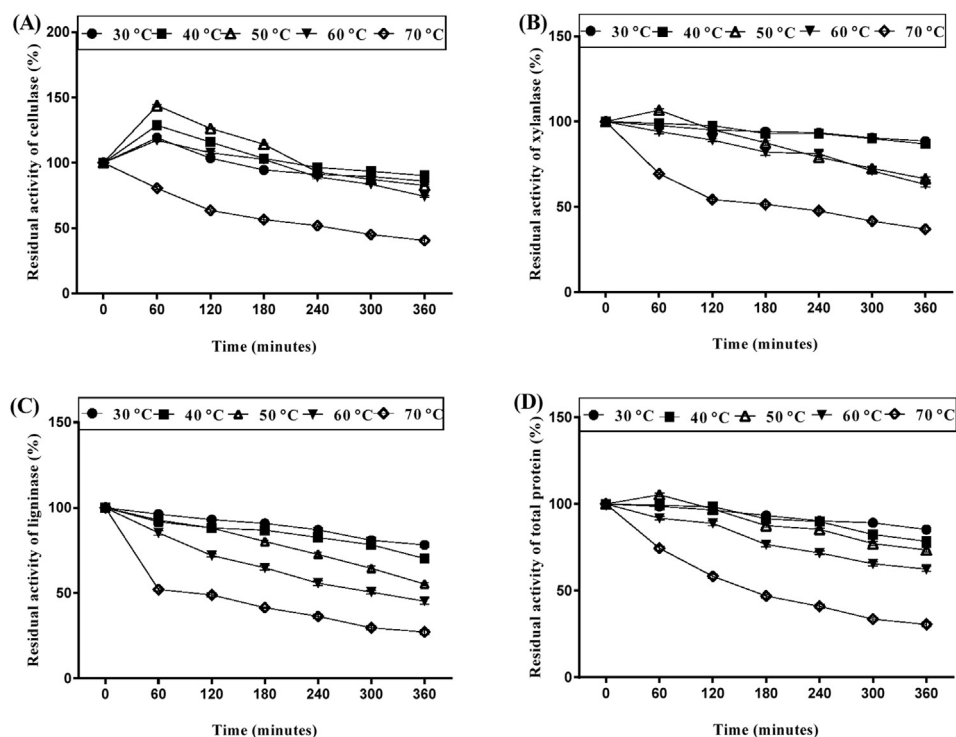 (A)
30 °C 40 °C 50 °C 60 °C 70 °C
Residual activity of cellulase (%)
200
150
100
50
0
0 60 120 180 240 300 360
Time (minutes)
(B)
30 °C 40 °C 50 °C 60 °C 70 °C
Residual activity of xylanlase (%)
150
100
50
0
0 60 120 180 240 300 360
Time (minutes)
(C)
30 °C 40 °C 50 °C 60 °C 70 °C
Residual activity of ligninase (%)
150
100
50
0
0 60 120 180 240 300 360
Time (minutes)
(D)
30 °C 40 °C 50 °C 60 °C 70 °C
Residual activity of total protein (%)
150
100
50
0
0 60 120 180 240 300 360
Time (minutes)